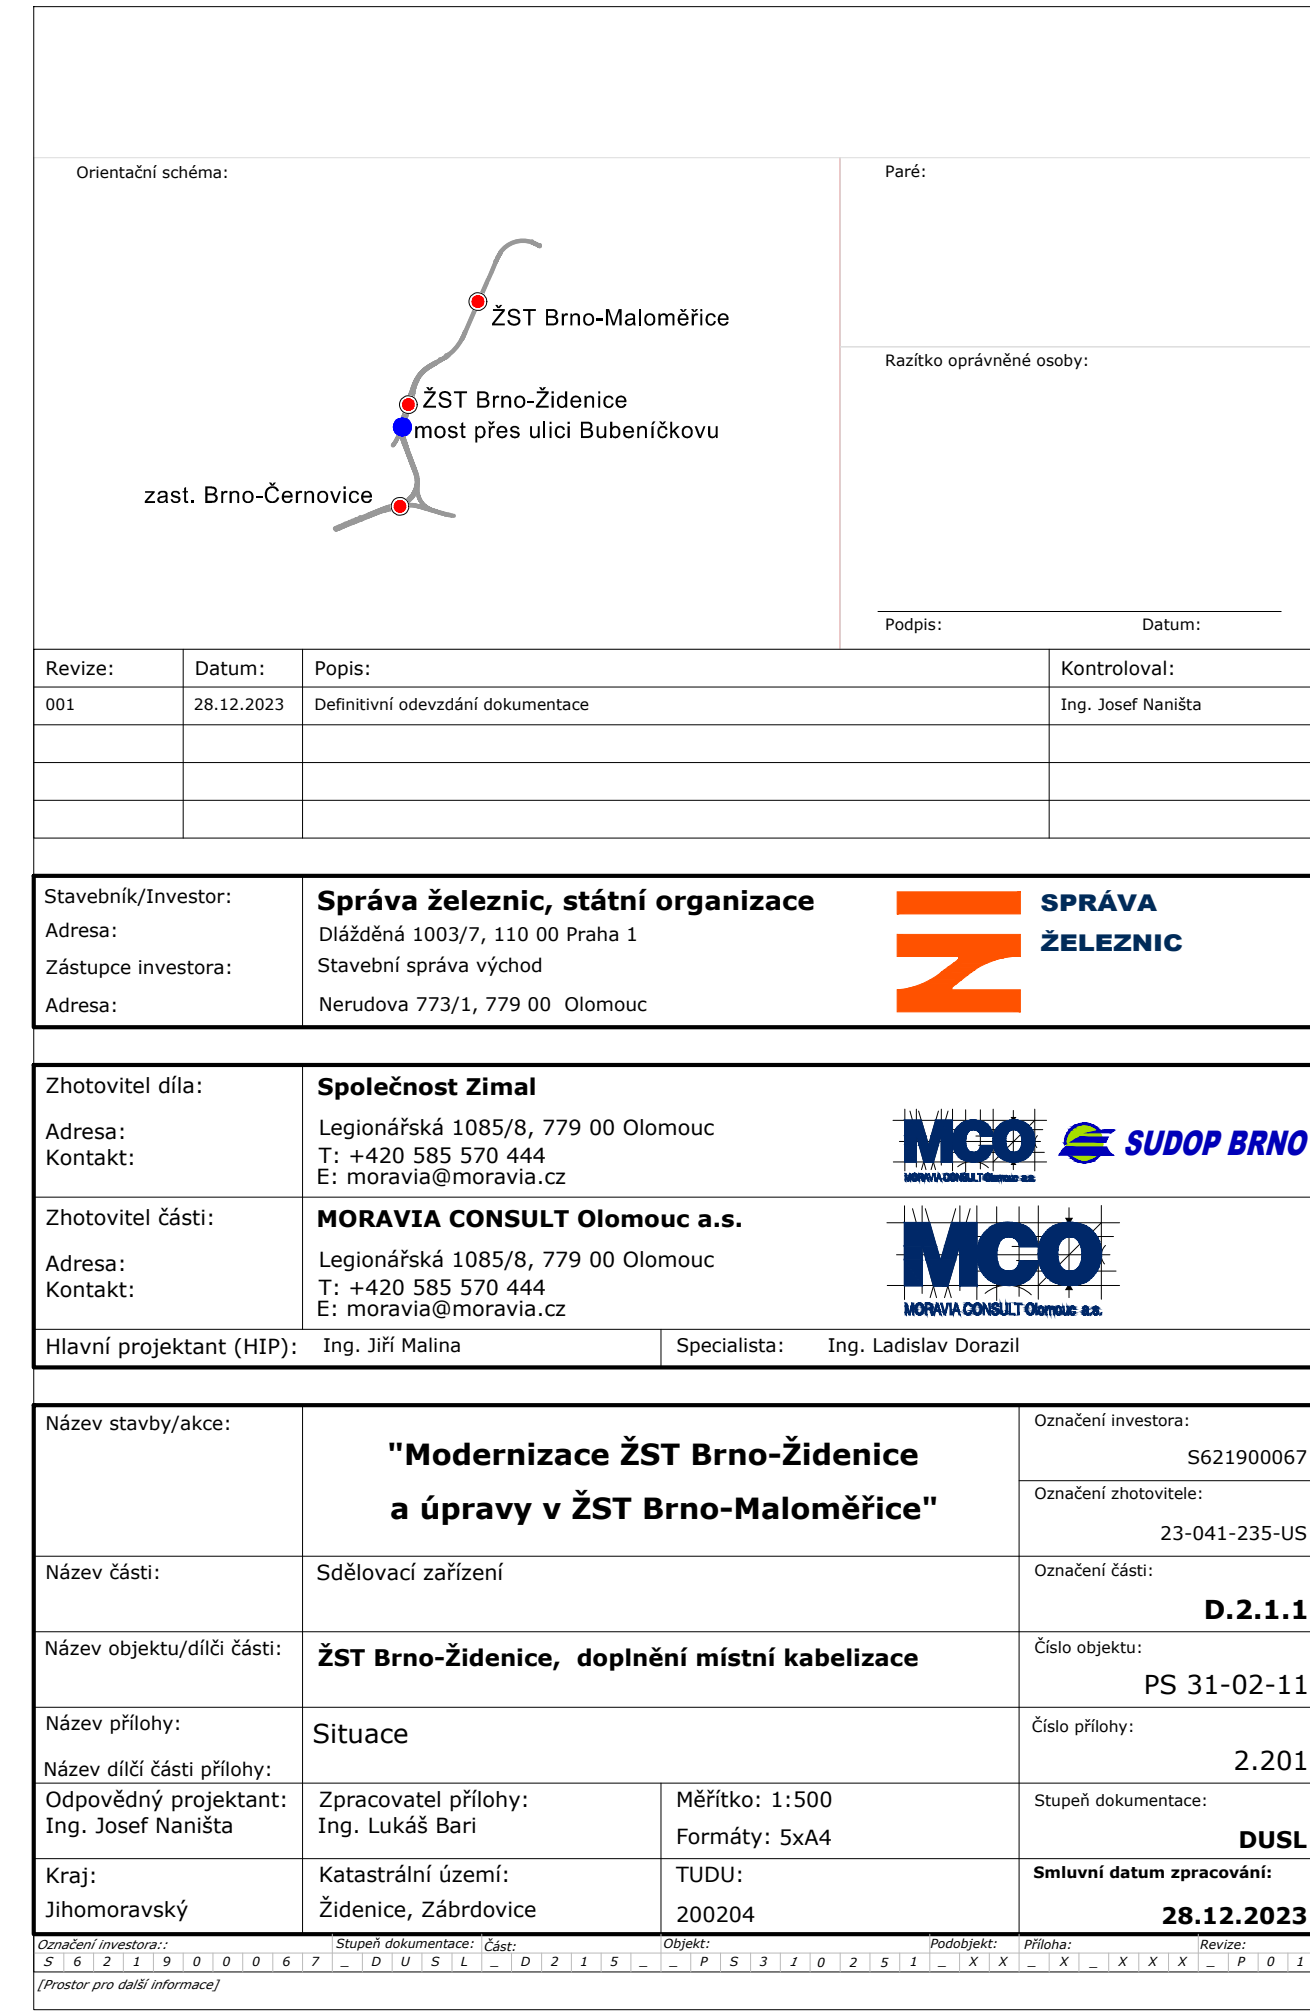 Orientační schéma:
Paré:
ŽST Brno-Maloměřice
ŽST Brno-Židenice
most přes ulici Bubeníčkovu
zast. Brno-Černovice
Razítko oprávněné osoby:
Podpis: Datum:
Revize: Datum: Popis: Kontroloval:
001 28.12.2023 Definitivní odevzdání dokumentace Ing. Josef Naništa
Stavebník/Investor: Správa železnic, státní organizace
Adresa: Dlážděná 1003/7, 110 00 Praha 1
Zástupce investora: Stavební správa východ
Adresa: Nerudova 773/1, 779 00 Olomouc
SPRÁVA
ŽELEZNIC
Zhotovitel díla: Společnost Zimal
Adresa: Legionářská 1085/8, 779 00 Olomouc
Kontakt: T: +420 585 570 444
E: moravia@moravia.cz
MCO
MORAVIA CONSULT Olomouc a.s.
SUDOP BRNO
Zhotovitel části: MORAVIA CONSULT Olomouc a.s.
Adresa: Legionářská 1085/8, 779 00 Olomouc
Kontakt: T: +420 585 570 444
E: moravia@moravia.cz
MCO
MORAVIA CONSULT Olomouc a.s.
Hlavní projektant (HIP): Ing. Jiří Malina Specialista: Ing. Ladislav Dorazil
Název stavby/akce:
"Modernizace ŽST Brno-Židenice
a úpravy v ŽST Brno-Maloměřice"
Označení investora:
S621900067
Označení zhotovitele:
23-041-235-US
Název části: Sdělovací zařízení
Označení části:
D.2.1.1
Název objektu/dílči části: ŽST Brno-Židenice, doplnění místní kabelizace
Číslo objektu:
PS 31-02-11
Název přílohy: Situace
Název dílčí části přílohy:
Číslo přílohy:
2.201
Odpovědný projektant: Zpracovatel přílohy: Měřítko: 1:500
Ing. Josef Naništa Ing. Lukáš Bari Formáty: 5xA4
Stupeň dokumentace:
DUSL
Kraj: Katastrální území: TUDU:
Jihomoravský Židenice, Zábrdovice 200204
Smluvní datum zpracování:
28.12.2023
Označení investora:: Stupeň dokumentace: Část: Objekt: Podobjekt: Příloha: Revize:
S 6 2 1 9 0 0 0 6 7 _ D U S L _ D 2 1 5 _ _ P S 3 1 0 2 5 1 _ X X _ X _ X X X _ P 0 1
[Prostor pro další informace]